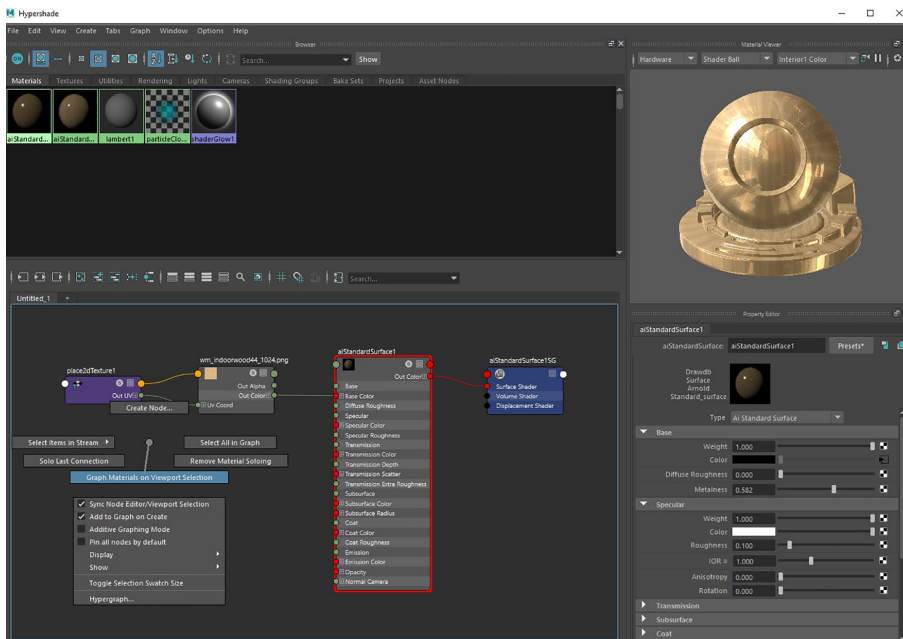 Hypershade
File Edit View Create Tabs Graph Window Options Help
Browser
Search...
Show
Materials Textures Utilities Rendering Lights Cameras Shading Groups Bake Sets Projects Asset Nodes
aiStandard... aiStandard... lambert1 particleClo... shaderGlow1
Search...
Untitled_1 +
place2dTexture1
Out UV
wm_indoorwood44_1024.png
Out Alpha
Out Color
Uv Coord
aiStandardSurface1
Out Color
Base
Base Color
Diffuse Roughness
Specular
Specular Color
Specular Roughness
Transmission
Transmission Color
Transmission Depth
Transmission Scatter
Transmission Extra Roughness
Subsurface
Subsurface Color
Subsurface Radius
Coat
Coat Color
Coat Roughness
Emission
Emission Color
Opacity
Normal Camera
aiStandardSurface1SG
Surface Shader
Volume Shader
Displacement Shader
Create Node...
Select Items in Stream
Select All in Graph
Solo Last Connection
Remove Material Soloing
Graph Materials on Viewport Selection
Sync Node Editor/Viewport Selection
Add to Graph on Create
Additive Graphing Mode
Pin all nodes by default
Display
Show
Toggle Selection Swatch Size
Hypergraph...
Material Viewer
Hardware Shader Ball Interior1 Color
Property Editor
aiStandardSurface1
aiStandardSurface: aiStandardSurface1 Presets*
Drawdb
Surface
Arnold
Standard_surface
Type Ai Standard Surface
Base
Weight 1.000
Color
Diffuse Roughness 0.000
Metalness 0.582
Specular
Weight 1.000
Color
Roughness 0.100
IOR = 1.000
Anisotropy 0.000
Rotation 0.000
Transmission
Subsurface
Coat